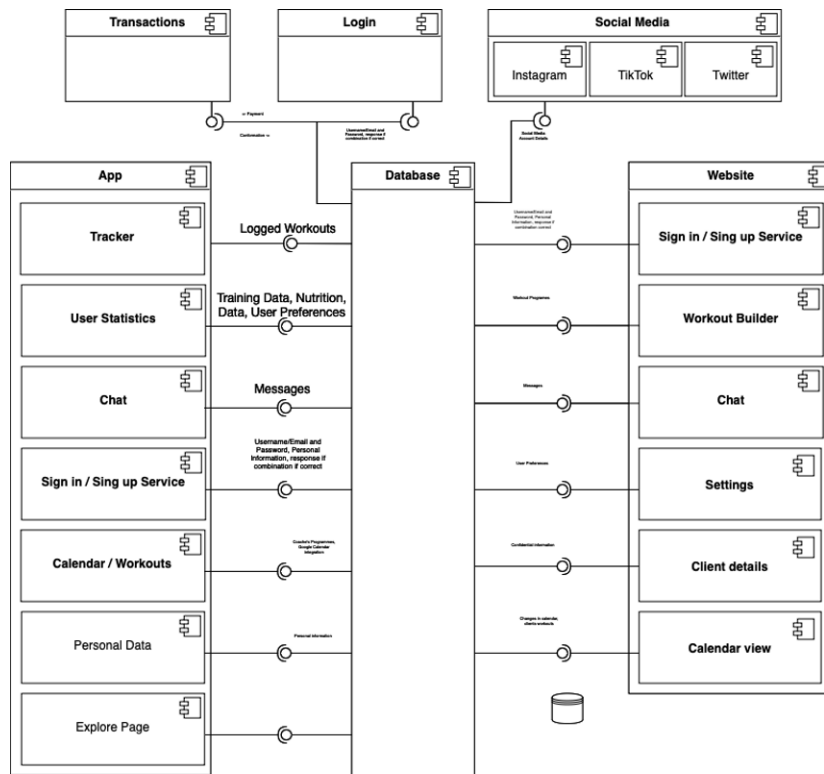 Transactions
Login
Social Media
Instagram
TikTok
Twitter
Payment
Confirmation
Username/Email and
Password, response if
combination if correct
Social Media
Account Details
App
Database
Website
Tracker
Logged Workouts
Username/Email and
Password, Personal
Information, response if
combination correct
Sign in / Sing up Service
User Statistics
Training Data, Nutrition,
Data, User Preferences
Workout Programes
Workout Builder
Chat
Messages
Messages
Chat
Sign in / Sing up Service
Username/Email and
Password, Personal
Information, response if
combination if correct
User Preferences
Settings
Calendar / Workouts
Coache's Programmes,
Google Calendar
integration
Confidential information
Client details
Personal Data
Personal information
Changes in calendar,
clients workouts
Calendar view
Explore Page